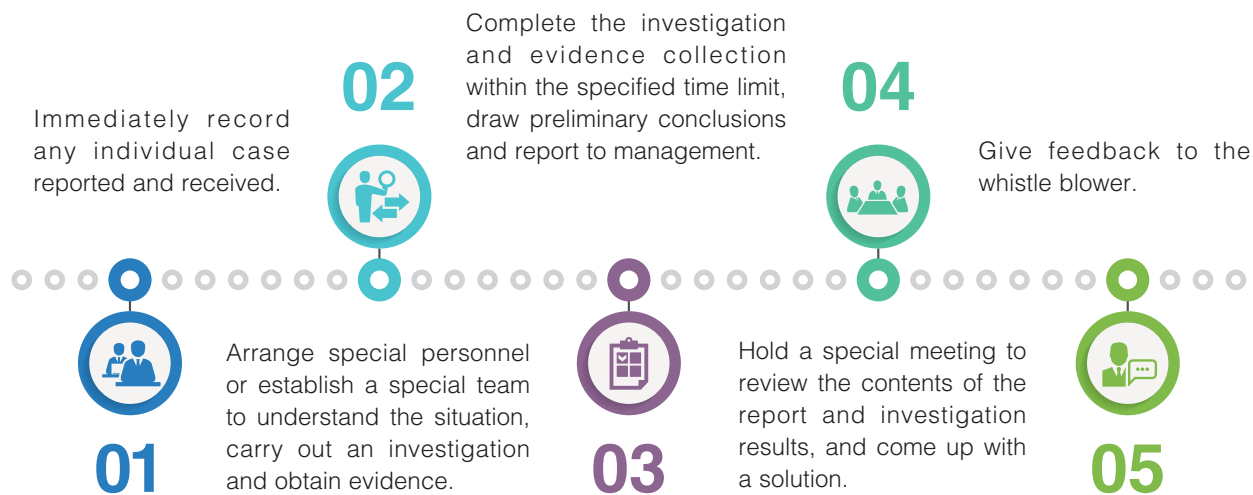 01
Immediately record
any individual case
reported and received.
02
Arrange special personnel
or establish a special team
to understand the situation,
carry out an investigation
and obtain evidence.
03
Complete the investigation
and evidence collection
within the specified time limit,
draw preliminary conclusions
and report to management.
04
Hold a special meeting to
review the contents of the
report and investigation
results, and come up with
a solution.
05
Give feedback to the
whistle blower.